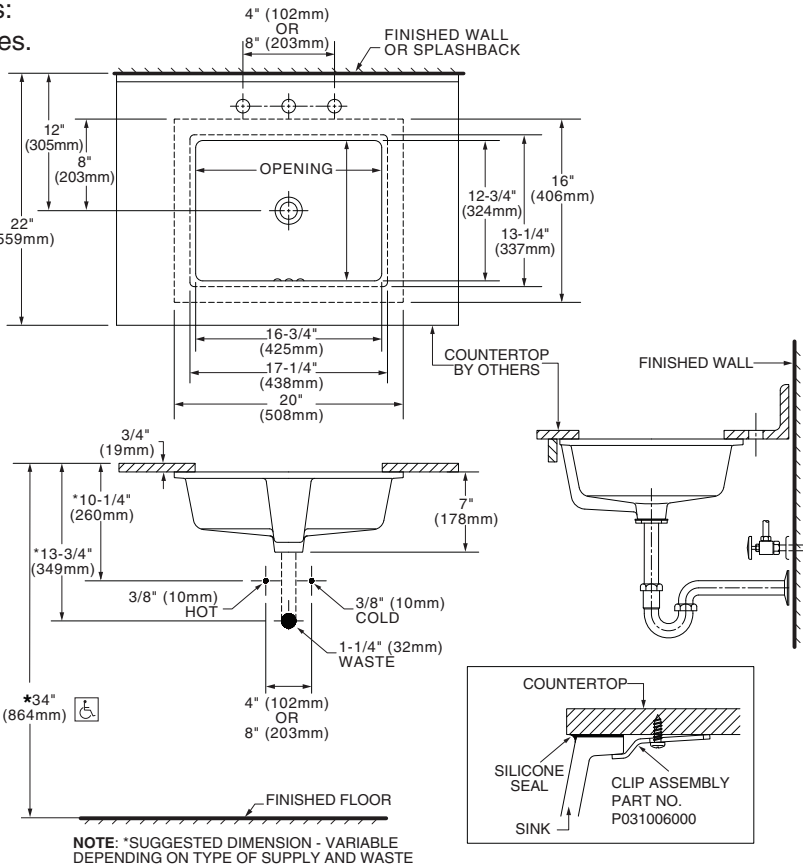 s:
es.
4" (102mm)
OR
8" (203mm)
FINISHED WALL
OR SPLASHBACK
12"
(305mm)
8"
(203mm)
22"
559mm)
OPENING
12-3/4"
(324mm)
13-1/4"
(337mm)
16"
(406mm)
16-3/4"
(425mm)
17-1/4"
(438mm)
20"
(508mm)
COUNTERTOP
BY OTHERS
FINISHED WALL
3/4"
(19mm)
*10-1/4"
(260mm)
*13-3/4"
(349mm)
7"
(178mm)
3/8" (10mm)
HOT
3/8" (10mm)
COLD
1-1/4" (32mm)
WASTE
4" (102mm)
OR
8" (203mm)
*34"
(864mm)
FINISHED FLOOR
COUNTERTOP
SILICONE
SEAL
SINK
CLIP ASSEMBLY
PART NO.
P031006000
NOTE: *SUGGESTED DIMENSION - VARIABLE
DEPENDING ON TYPE OF SUPPLY AND WASTE